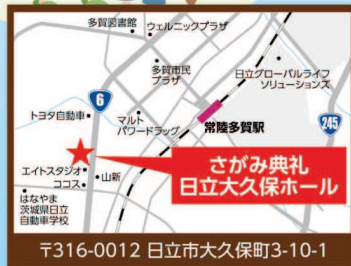 多賀図書館
ウェルニックプラザ
多賀市民
プラザ
日立グローバルライフ
ソリューションズ
6
トヨタ自動車
マルト
パワードラッグ
常陸多賀駅
245
エイトスタジオ
山新
ココス
はなやま
茨城県日立
自動車学校
さがみ典礼
日立大久保ホール
〒316-0012 日立市大久保町3-10-1